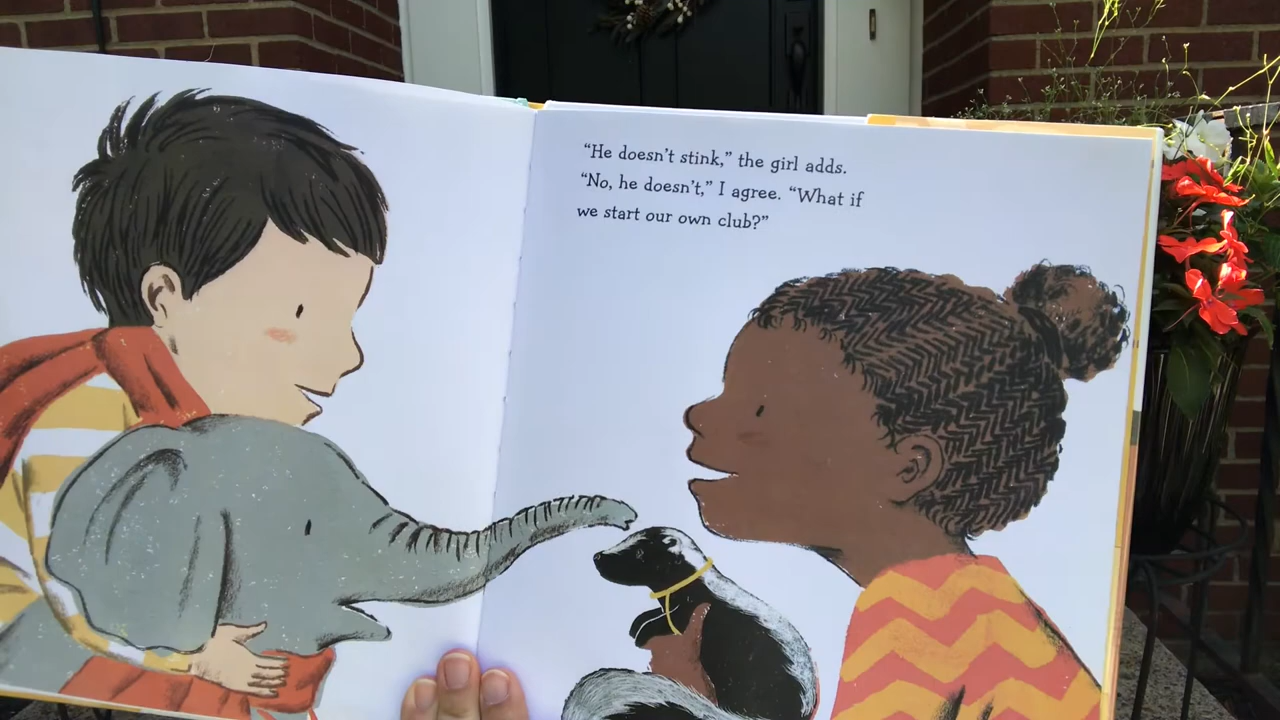 “He doesn’t stink,” the girl adds.
“No, he doesn’t,” I agree. “What if
we start our own club?”